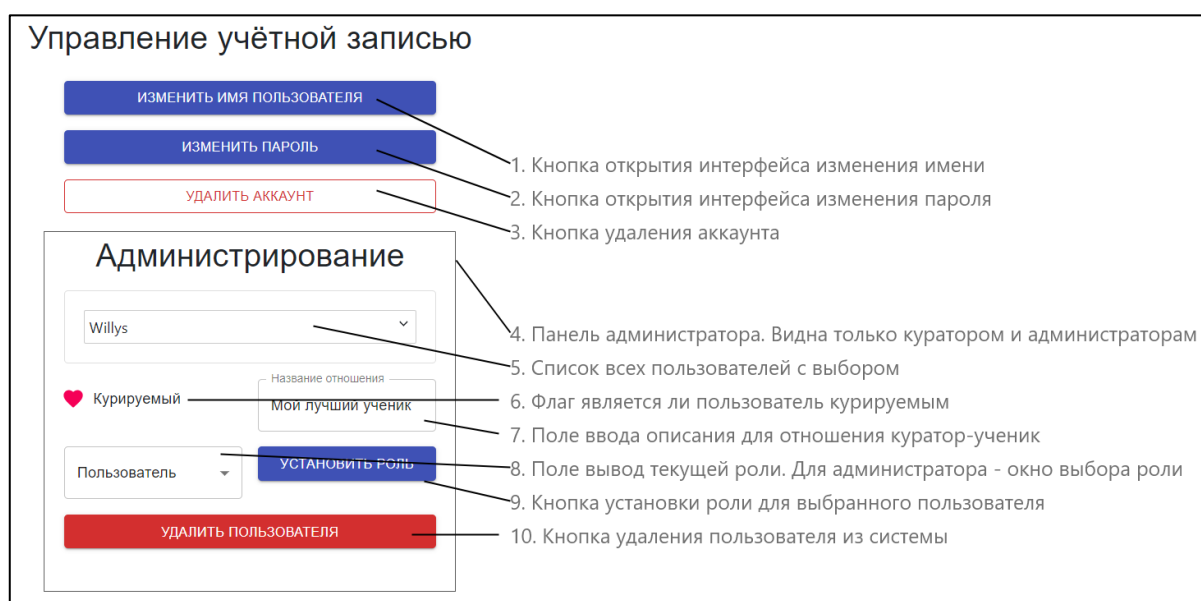 Управление учётной записью
ИЗМЕНИТЬ ИМЯ ПОЛЬЗОВАТЕЛЯ
ИЗМЕНИТЬ ПАРОЛЬ
УДАЛИТЬ АККАУНТ
1. Кнопка открытия интерфейса изменения имени
2. Кнопка открытия интерфейса изменения пароля
3. Кнопка удаления аккаунта
Администрирование
Willys
Курируемый
Название отношения
Мой лучший ученик
Пользователь
УСТАНОВИТЬ РОЛЬ
УДАЛИТЬ ПОЛЬЗОВАТЕЛЯ
4. Панель администратора. Видна только куратором и администраторам
5. Список всех пользователей с выбором
6. Флаг является ли пользователь курируемым
7. Поле ввода описания для отношения куратор-ученик
8. Поле вывод текущей роли. Для администратора - окно выбора роли
9. Кнопка установки роли для выбранного пользователя
10. Кнопка удаления пользователя из системы